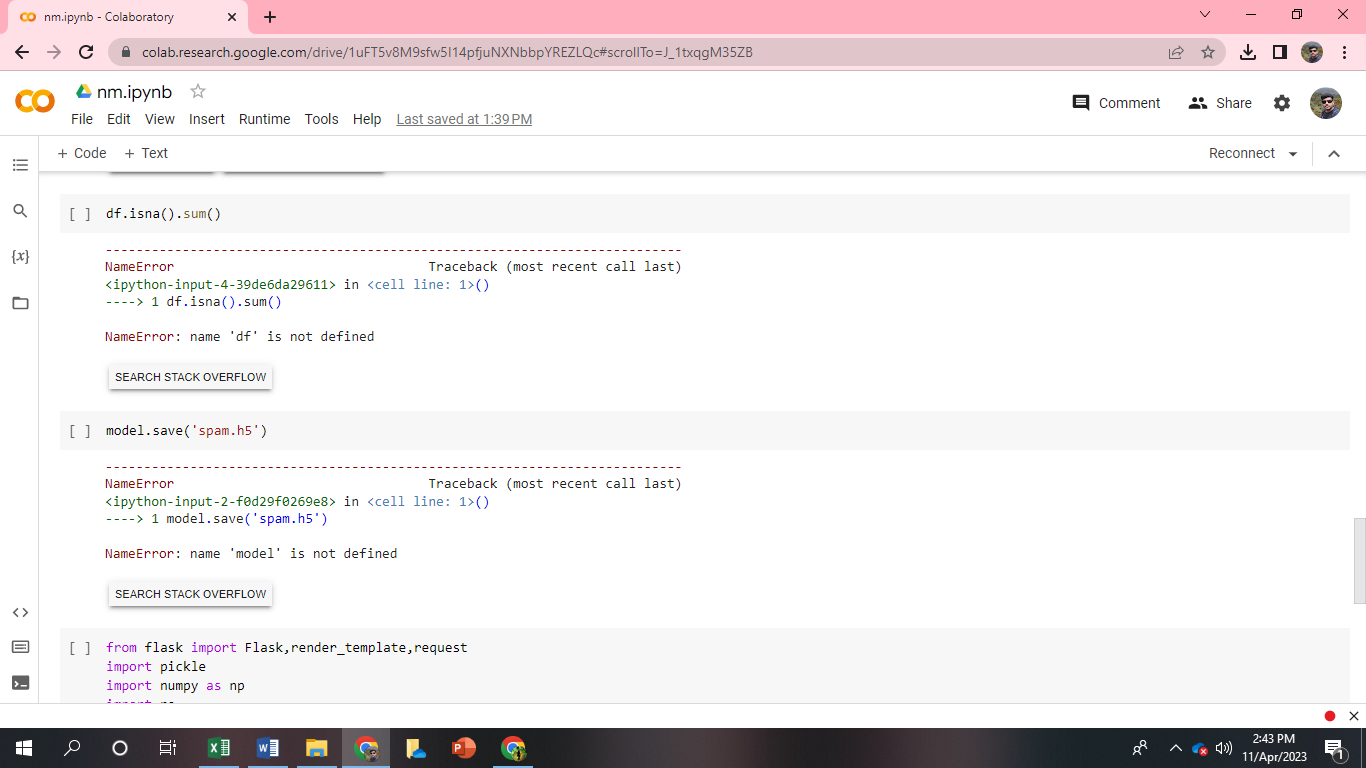 nm.ipynb - Colaboratory
colab.research.google.com/drive/1uFT5v8M9sfw5I14pfjuNXNbbpYREZLQc#scrollTo=J_1txqgM35ZB
nm.ipynb
Comment
Share
File Edit View Insert Runtime Tools Help Last saved at 1:39 PM
+ Code + Text
Reconnect
[ ] df.isna().sum()
{x}
---------------------------------------------------------------------------
NameError Traceback (most recent call last)
<ipython-input-4-39de6da29611> in <cell line: 1>()
----> 1 df.isna().sum()
NameError: name 'df' is not defined
SEARCH STACK OVERFLOW
[ ] model.save('spam.h5')
---------------------------------------------------------------------------
NameError Traceback (most recent call last)
<ipython-input-2-f0d29f0269e8> in <cell line: 1>()
----> 1 model.save('spam.h5')
NameError: name 'model' is not defined
SEARCH STACK OVERFLOW
[ ] from flask import Flask,render_template,request
import pickle
import numpy as np
2:43 PM
11/Apr/2023
1